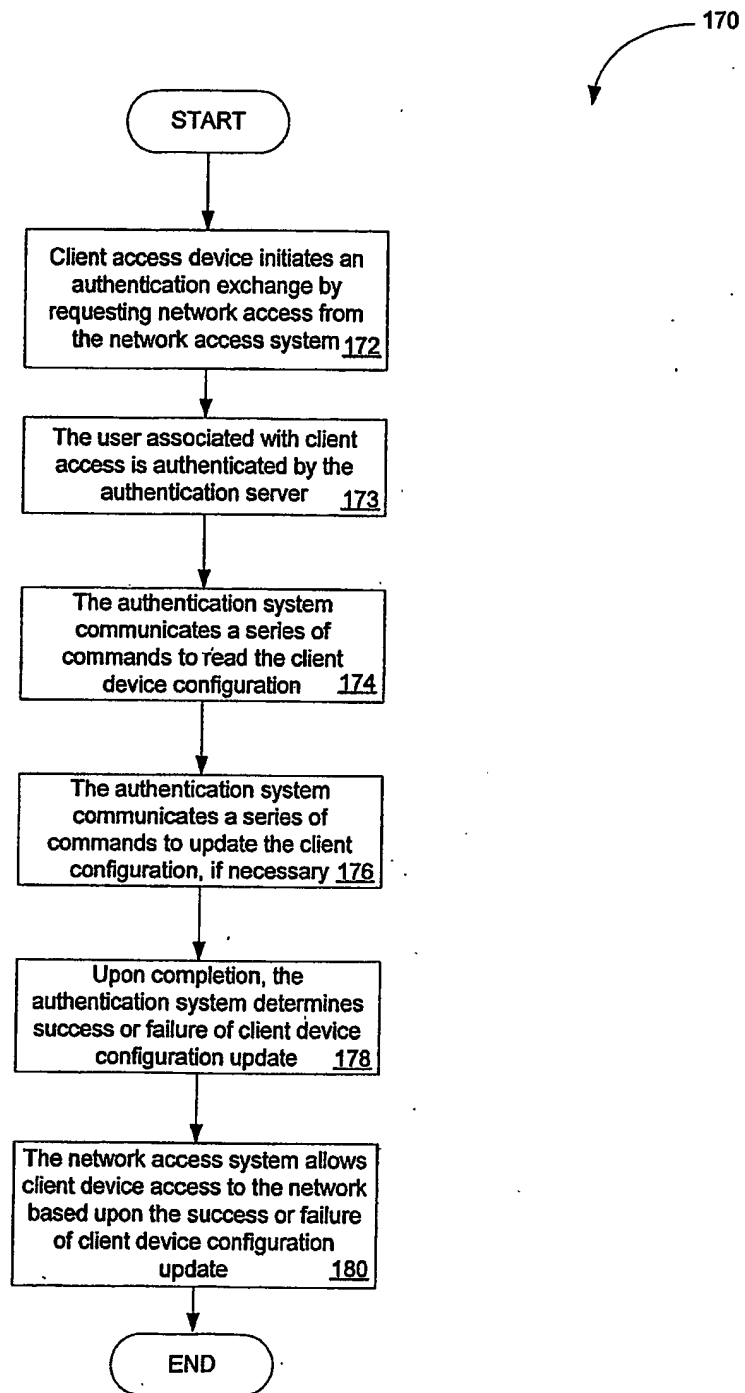 170
START
Client access device initiates an
authentication exchange by
requesting network access from
the network access system 172
The user associated with client
access is authenticated by the
authentication server 173
The authentication system
communicates a series of
commands to read the client
device configuration 174
The authentication system
communicates a series of
commands to update the client
configuration, if necessary 176
Upon completion, the
authentication system determines
success or failure of client device
configuration update 178
The network access system allows
client device access to the network
based upon the success or failure
of client device configuration
update 180
END